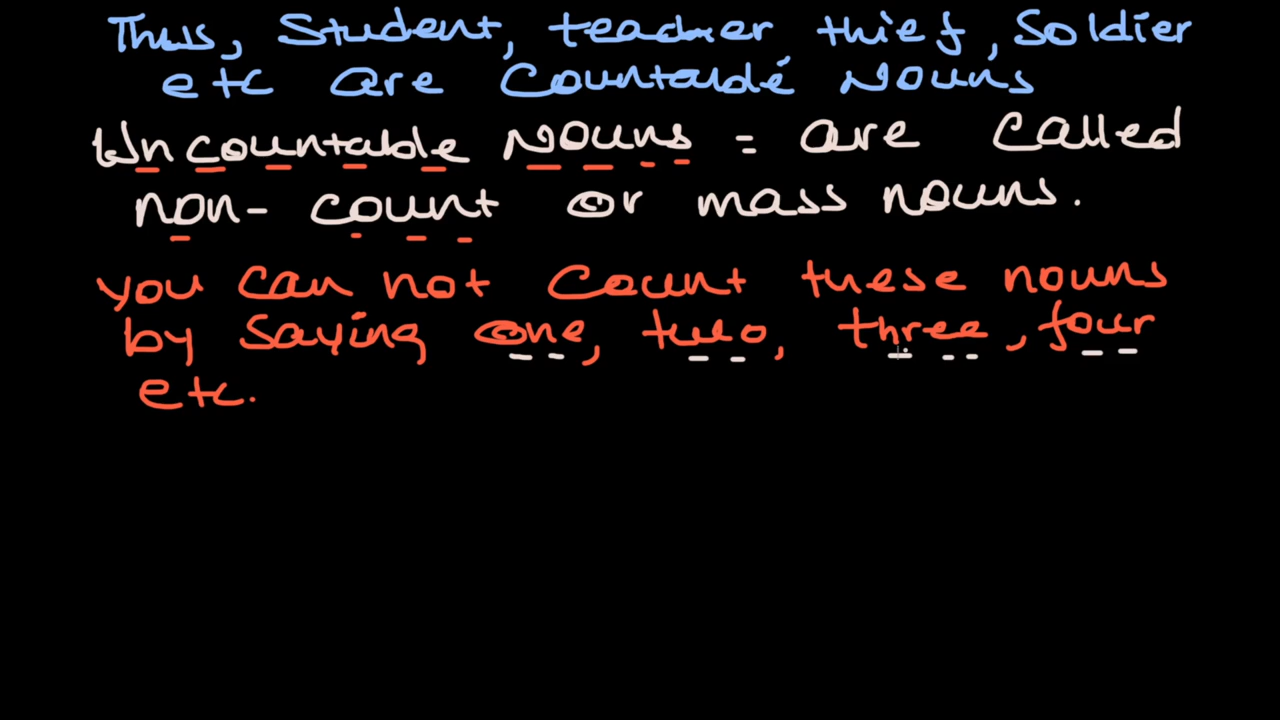 Thus, Student, teacher thief, Soldier
etc are Countable Nouns
Uncountable Nouns = are called
non-count or mass nouns.
you can not Count these nouns
by Saying one, two, three, four
etc.